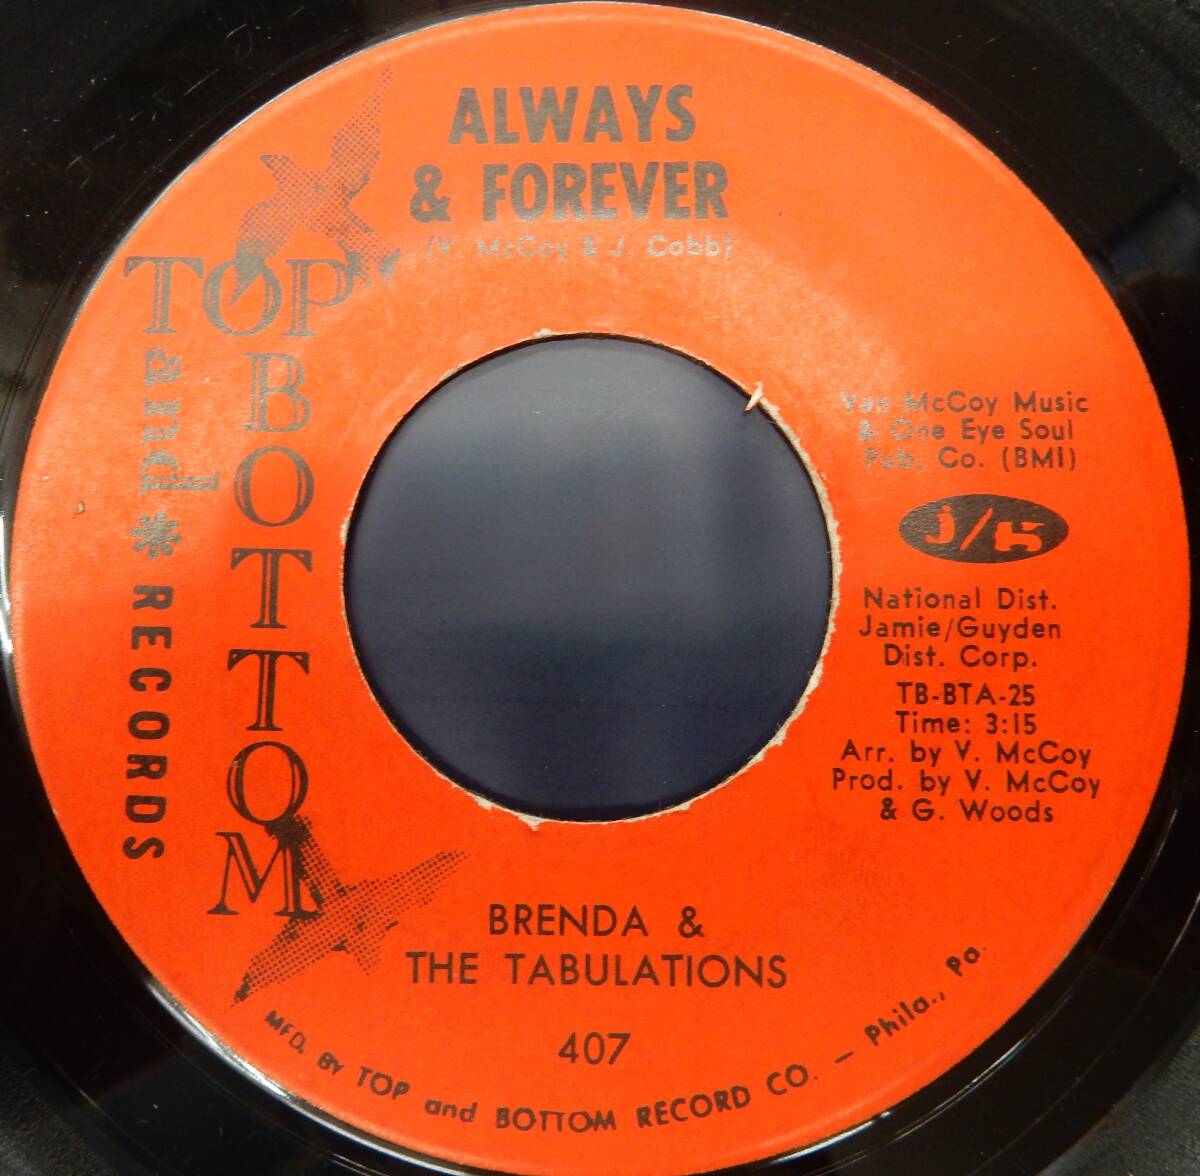 ALWAYS
& FOREVER
(V. McCoy & J. Cobb)
TOP
and
BOTTOM
RECORDS
Van McCoy Music
& One Eye Soul
Pub. Co. (BMI)
j/G
National Dist.
Jamie/Guyden
Dist. Corp.
TB-BTA-25
Time: 3:15
Arr. by V. McCoy
Prod. by V. McCoy
& G. Woods
BRENDA &
THE TABULATIONS
407
MFD. BY TOP and BOTTOM RECORD CO. — Phila., Pa.